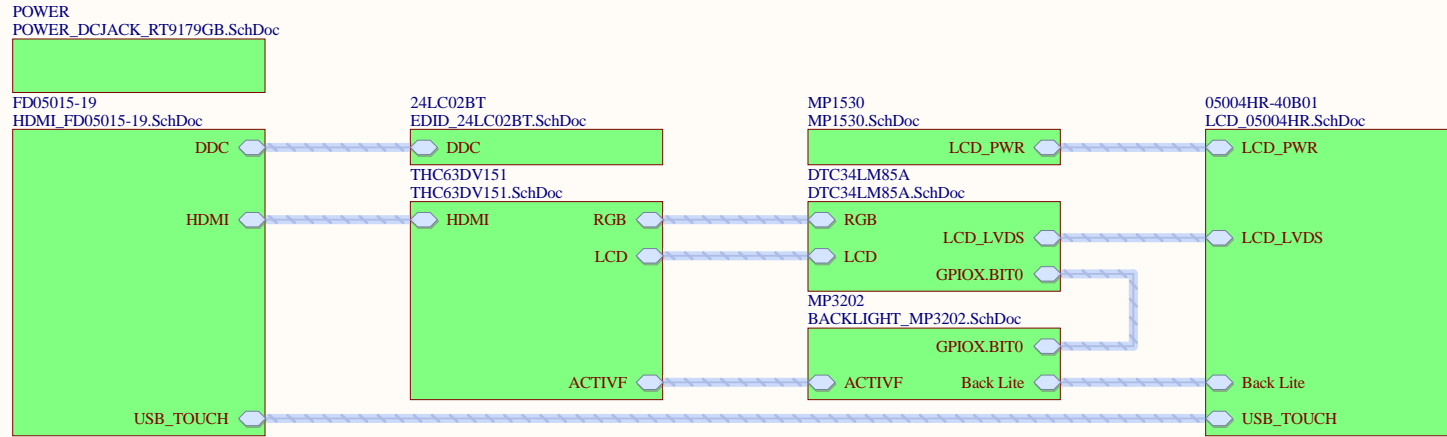 POWER
POWER_DCJACK_RT9179GB.SchDoc
FD05015-19
HDMI_FD05015-19.SchDoc
DDC
HDMI
USB_TOUCH
24LC02BT
EDID_24LC02BT.SchDoc
DDC
THC63DV151
THC63DV151.SchDoc
HDMI
RGB
LCD
ACTIVF
MP1530
MP1530.SchDoc
LCD_PWR
DTC34LM85A
DTC34LM85A.SchDoc
RGB
LCD_LVDS
LCD
GPIOX.BIT0
MP3202
BACKLIGHT_MP3202.SchDoc
GPIOX.BIT0
ACTIVF
Back Lite
05004HR-40B01
LCD_05004HR.SchDoc
LCD_PWR
LCD_LVDS
Back Lite
USB_TOUCH